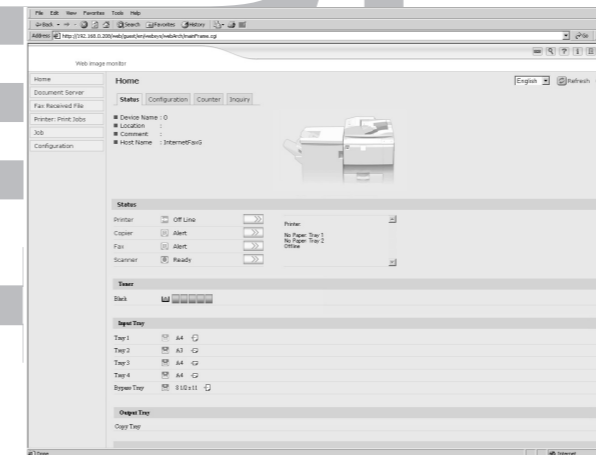 File Edit View Favorites Tools Help
Back Search Favorites History
Address http://192.168.0.208/web/guest/en/websys/webArch/mainFrame.cgi Go
Web image monitor
Home
Document Server
Fax Received File
Printer: Print Jobs
Job
Configuration
Home
English Refresh
Status Configuration Counter Inquiry
Device Name : 0
Location :
Comment :
Host Name : InternetFaxG
Status
Printer Off Line
Copier Alert
Fax Alert
Scanner Ready
Printer:
No Paper Tray 1
No Paper Tray 2
Offline
Toner
Black
Input Tray
Tray 1 A4
Tray 2 A3
Tray 3 A4
Tray 4 A4
Bypass Tray 8 1/2 x 11
Output Tray
Copy Tray
Internet